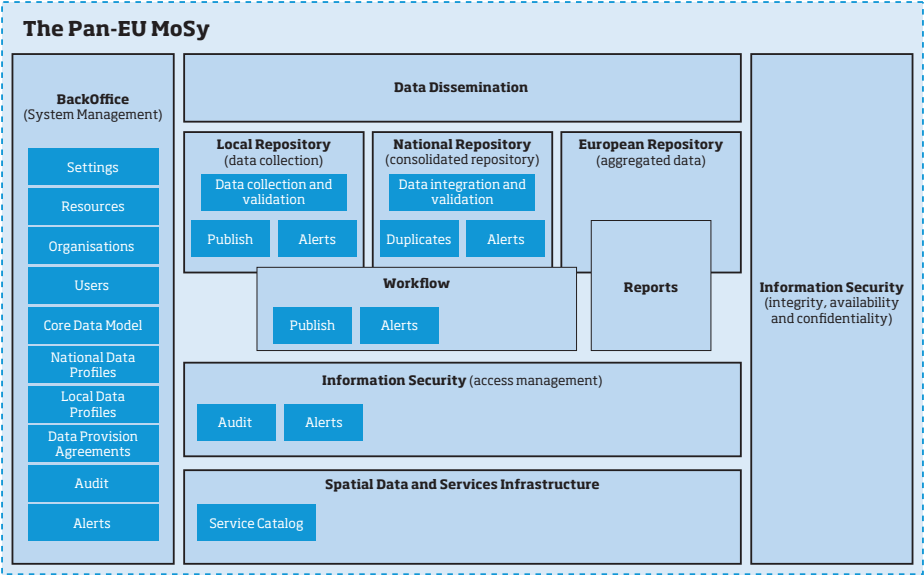 The Pan-EU MoSy
BackOffice
(System Management)
Settings
Resources
Organisations
Users
Core Data Model
National Data
Profiles
Local Data
Profiles
Data Provision
Agreements
Audit
Alerts
Data Dissemination
Local Repository
(data collection)
Data collection and
validation
Publish
Alerts
National Repository
(consolidated repository)
Data integration and
validation
Duplicates
Alerts
European Repository
(aggregated data)
Workflow
Publish
Alerts
Reports
Information Security (access management)
Audit
Alerts
Spatial Data and Services Infrastructure
Service Catalog
Information Security
(integrity, availability
and confidentiality)